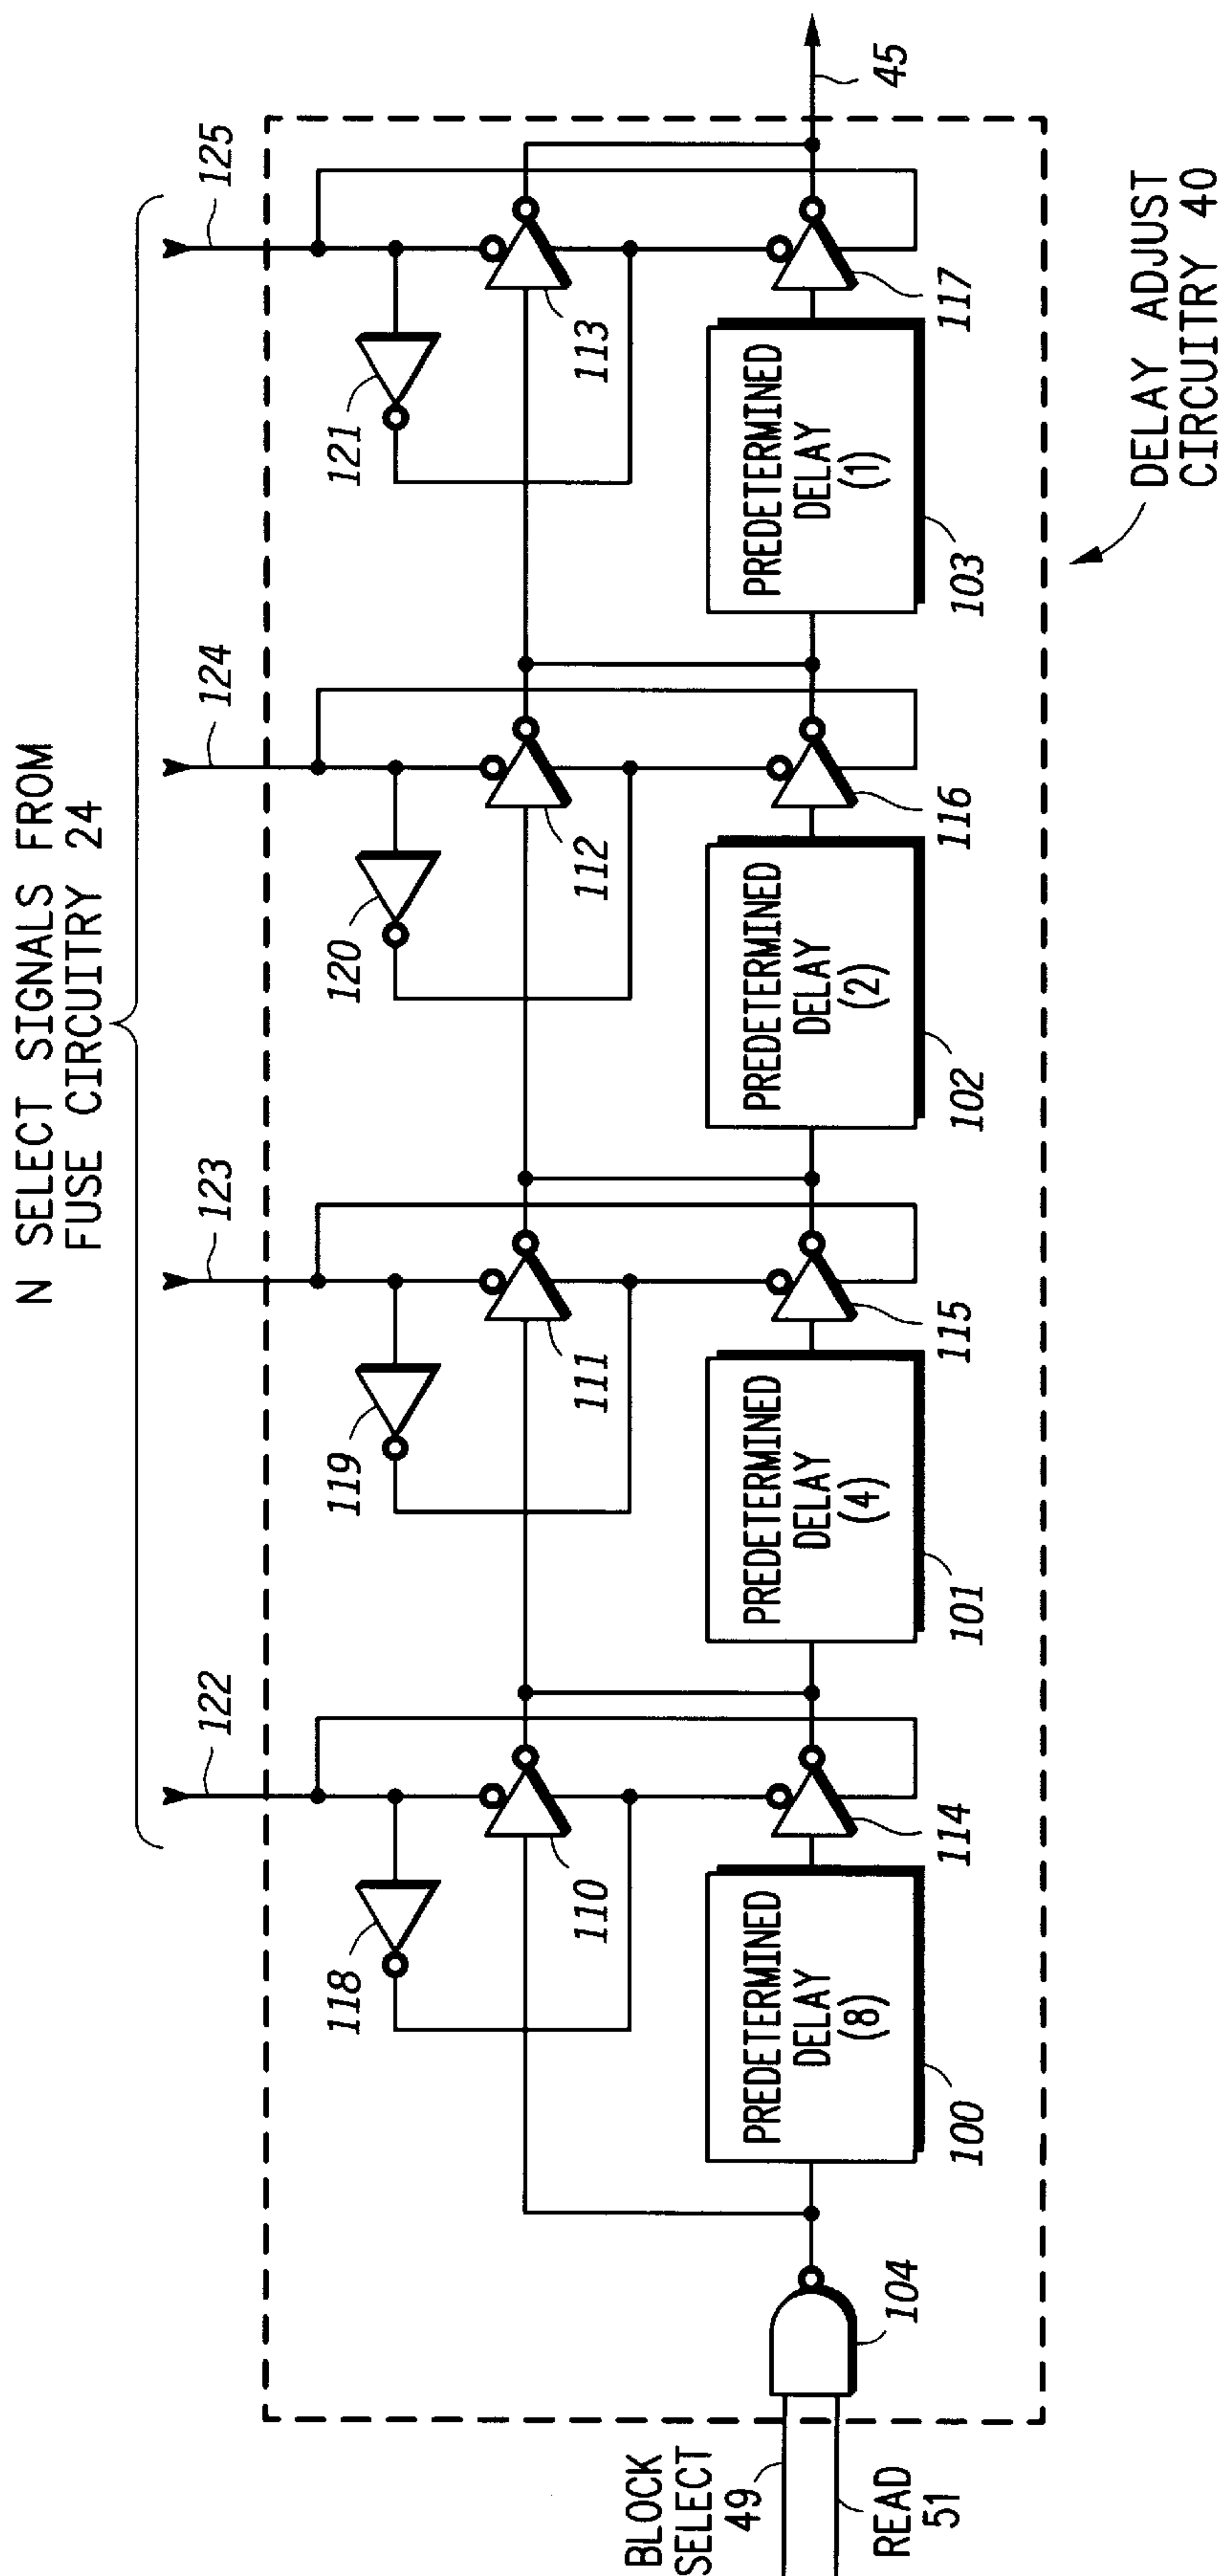 N SELECT SIGNALS FROM
FUSE CIRCUITRY 24
122
123
124
125
118
119
120
121
110
111
112
113
PREDETERMINED
DELAY
(8)
PREDETERMINED
DELAY
(4)
PREDETERMINED
DELAY
(2)
PREDETERMINED
DELAY
(1)
45
BLOCK
SELECT
49
READ
51
104
100
114
101
115
102
116
103
117
DELAY ADJUST
CIRCUITRY 40